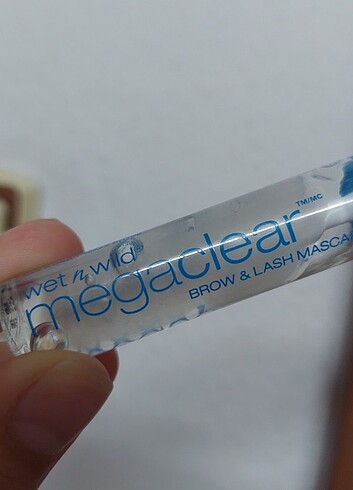 wet n wild®
megaclear TM/MC
BROW & LASH MASCA